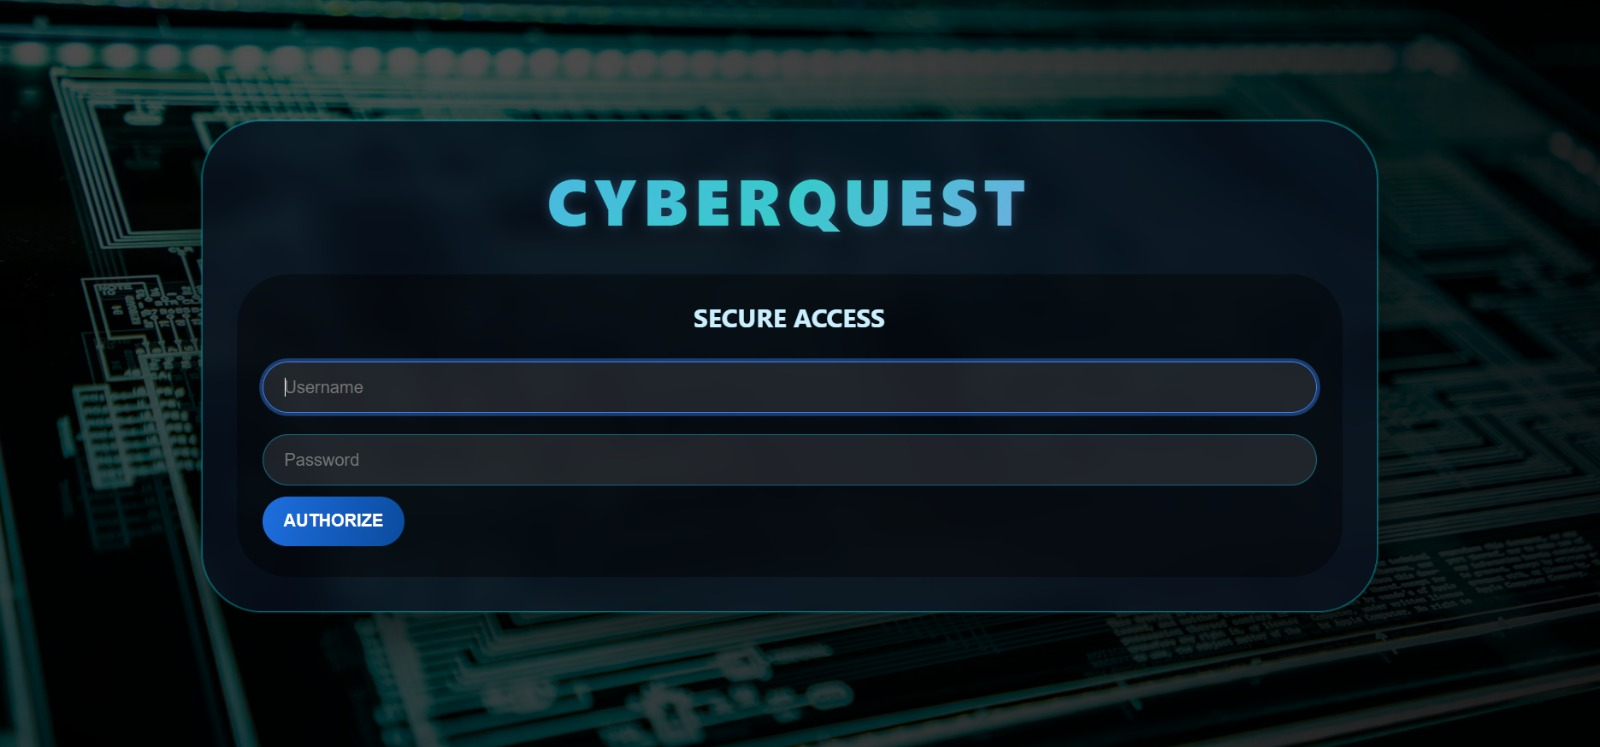 CYBERQUEST
SECURE ACCESS
Username
Password
AUTHORIZE